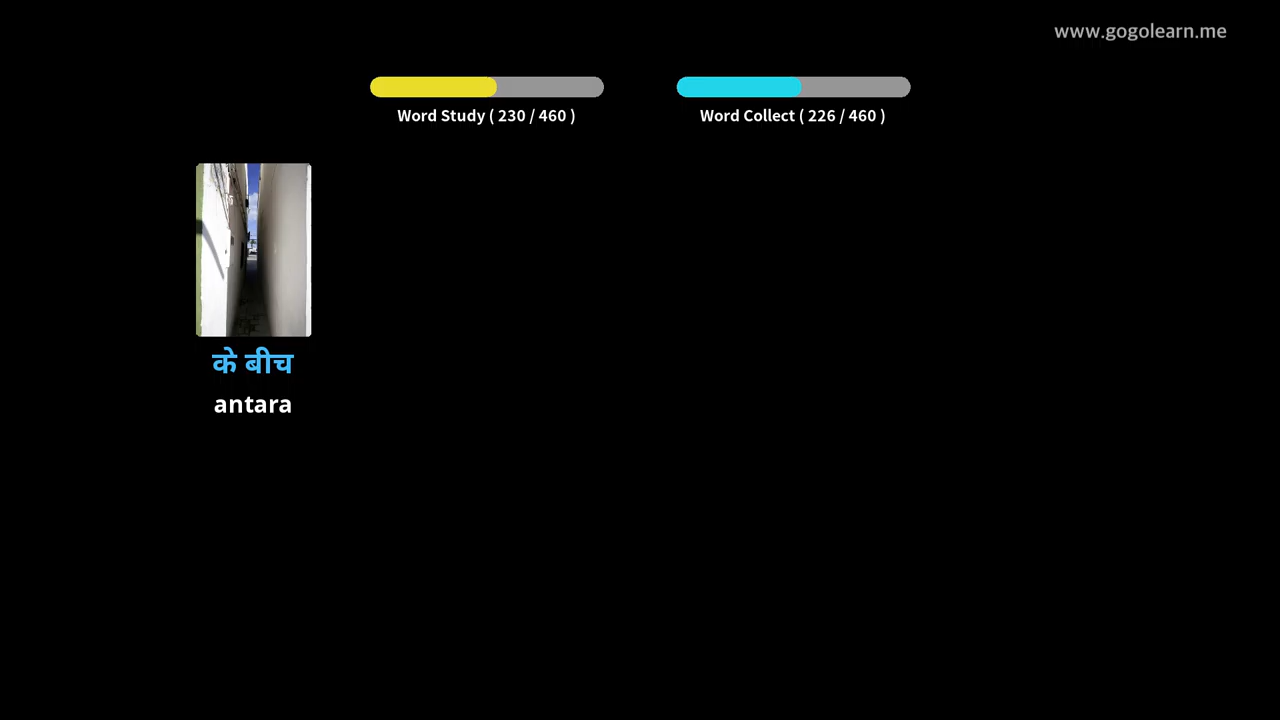 www.gogolearn.me
Word Study ( 230 / 460 )
Word Collect ( 226 / 460 )
के बीच
antara